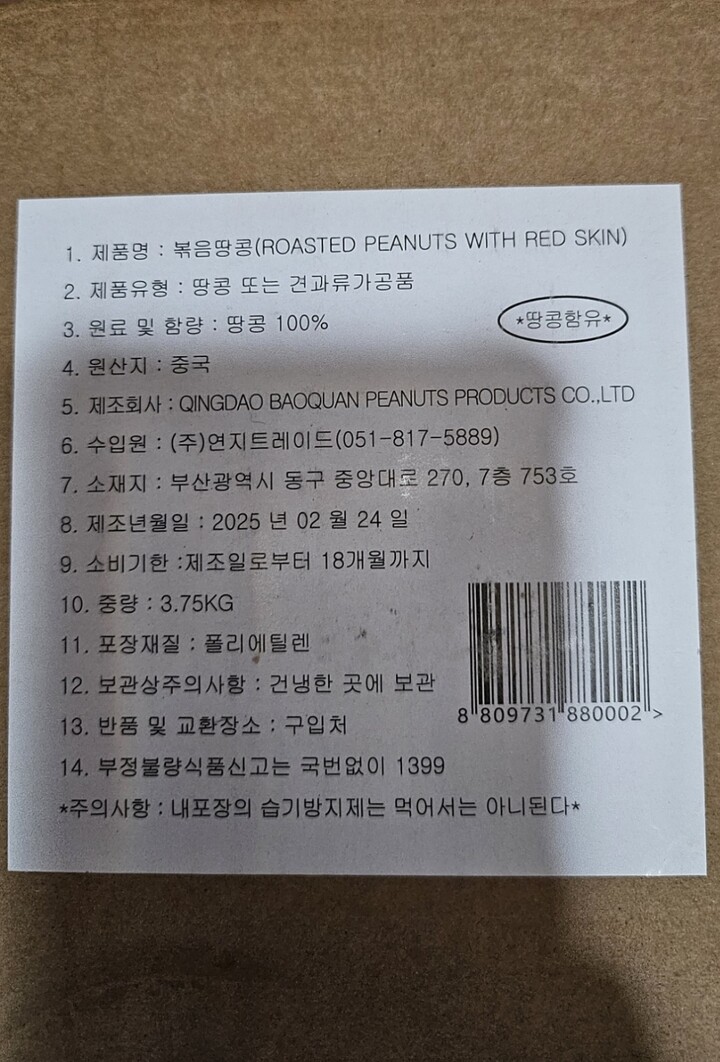 1. 제품명 : 볶음땅콩(ROASTED PEANUTS WITH RED SKIN)
2. 제품유형 : 땅콩 또는 견과류가공품
3. 원료 및 함량 : 땅콩 100%
*땅콩함유*
4. 원산지 : 중국
5. 제조회사 : QINGDAO BAOQUAN PEANUTS PRODUCTS CO.,LTD
6. 수입원 : (주)연지트레이드(051-817-5889)
7. 소재지 : 부산광역시 동구 중앙대로 270, 7층 753호
8. 제조년월일 : 2025 년 02 월 24 일
9. 소비기한 :제조일로부터 18개월까지
10. 중량 : 3.75KG
11. 포장재질 : 폴리에틸렌
12. 보관상주의사항 : 건냉한 곳에 보관
8 809731 880002 >
13. 반품 및 교환장소 : 구입처
14. 부정불량식품신고는 국번없이 1399
*주의사항 : 내포장의 습기방지제는 먹어서는 아니된다*